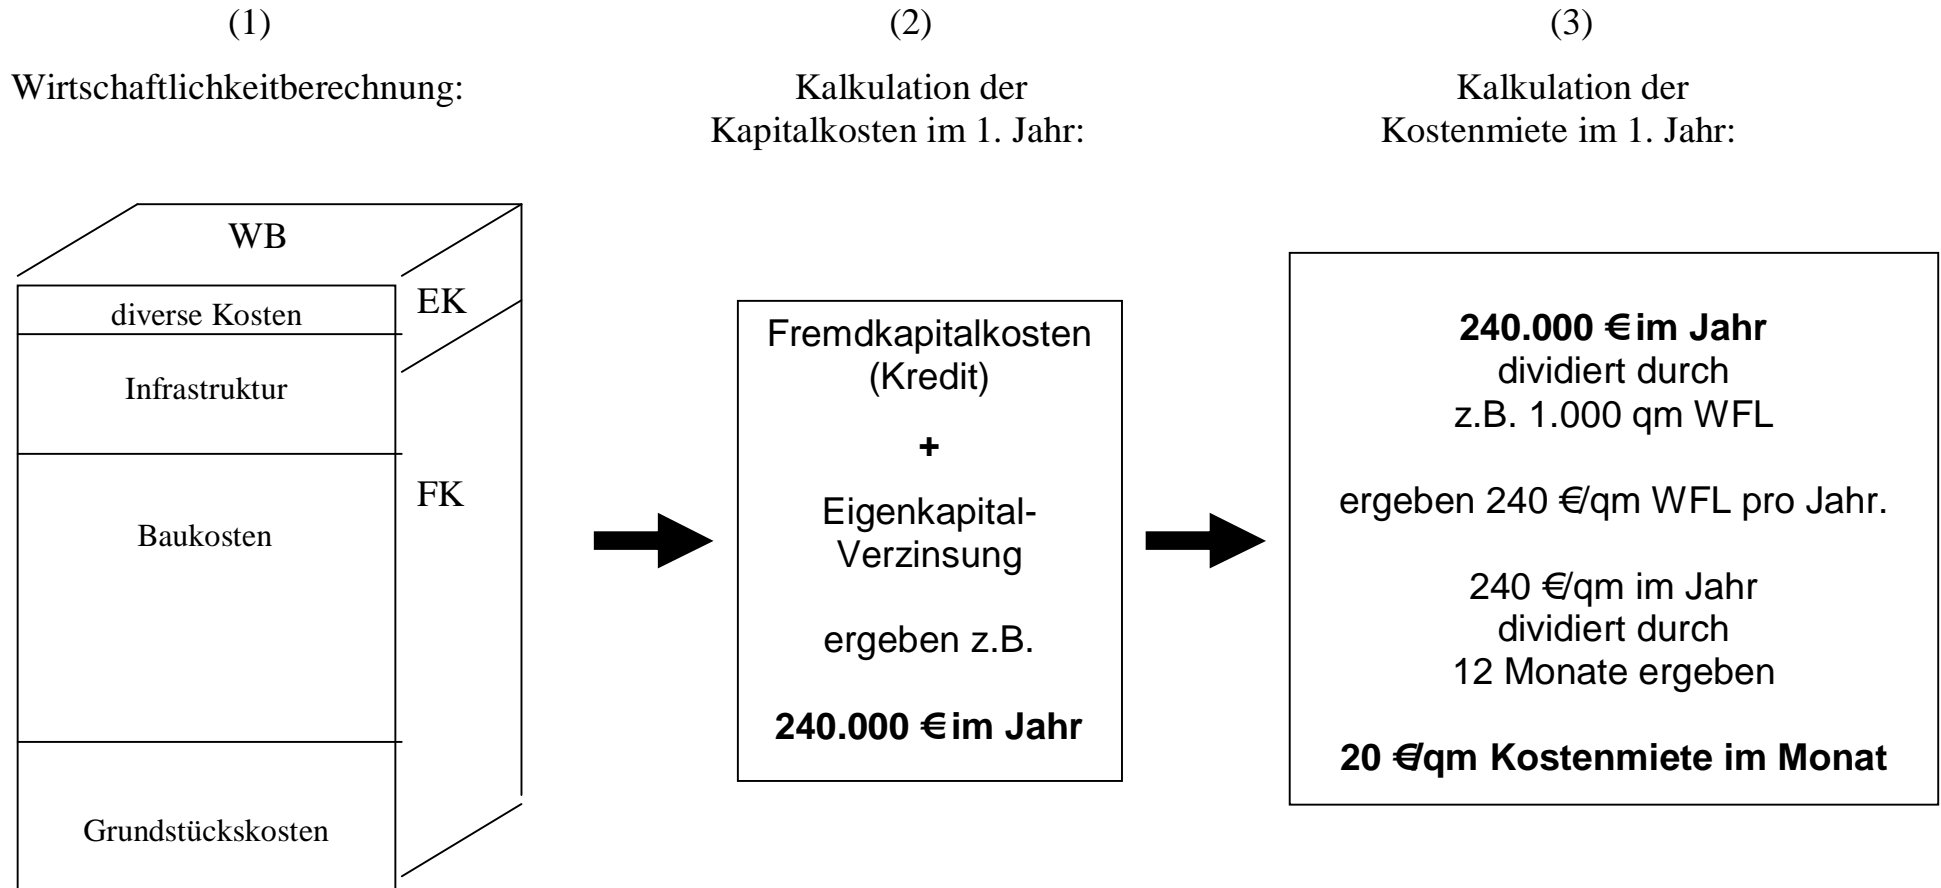 (1)
Wirtschaftlichkeitberechnung:
WB
diverse Kosten
EK
Infrastruktur
FK
Baukosten
Grundstückskosten
(2)
Kalkulation der
Kapitalkosten im 1. Jahr:
Fremdkapitalkosten
(Kredit)
+
Eigenkapital-
Verzinsung
ergeben z.B.
240.000 € im Jahr
(3)
Kalkulation der
Kostenmiete im 1. Jahr:
240.000 € im Jahr
dividiert durch
z.B. 1.000 qm WFL
ergeben 240 €/qm WFL pro Jahr.
240 €/qm im Jahr
dividiert durch
12 Monate ergeben
20 €/qm Kostenmiete im Monat